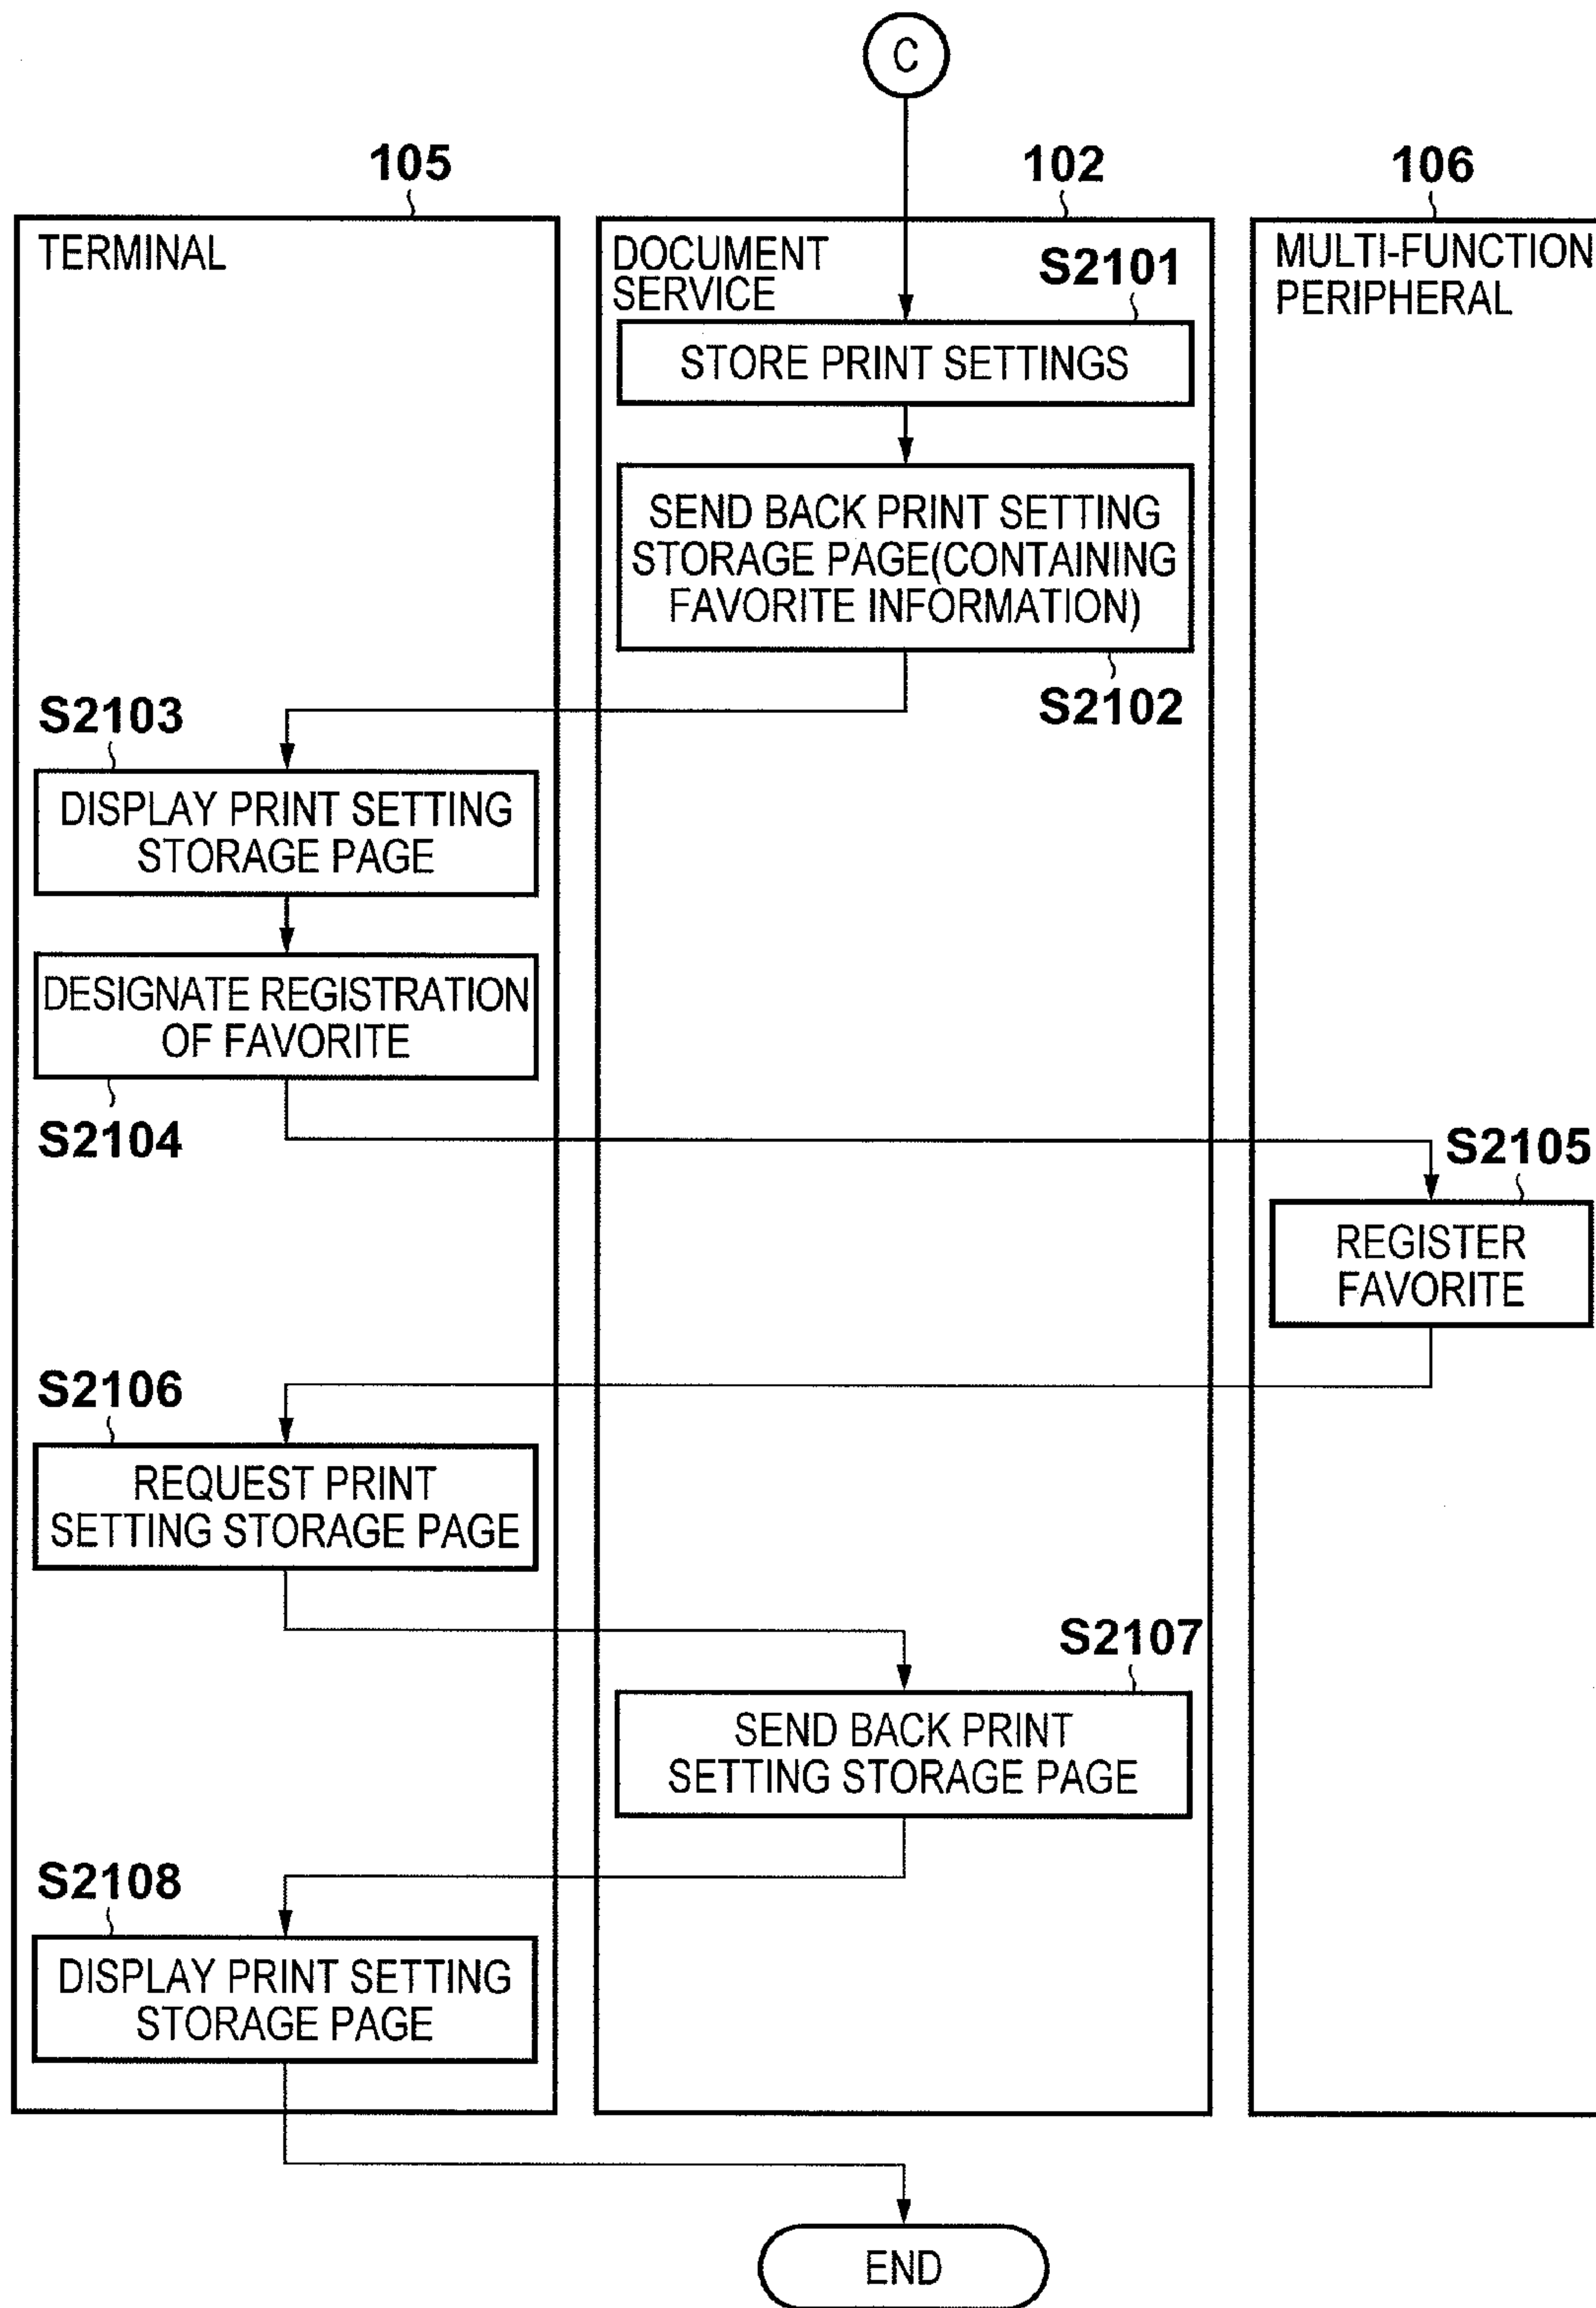 C
105
102
106
TERMINAL
DOCUMENT
SERVICE
S2101
MULTI-FUNCTION
PERIPHERAL
STORE PRINT SETTINGS
SEND BACK PRINT SETTING
STORAGE PAGE(CONTAINING
FAVORITE INFORMATION)
S2102
S2103
DISPLAY PRINT SETTING
STORAGE PAGE
DESIGNATE REGISTRATION
OF FAVORITE
S2104
S2105
REGISTER
FAVORITE
S2106
REQUEST PRINT
SETTING STORAGE PAGE
S2107
SEND BACK PRINT
SETTING STORAGE PAGE
S2108
DISPLAY PRINT SETTING
STORAGE PAGE
END